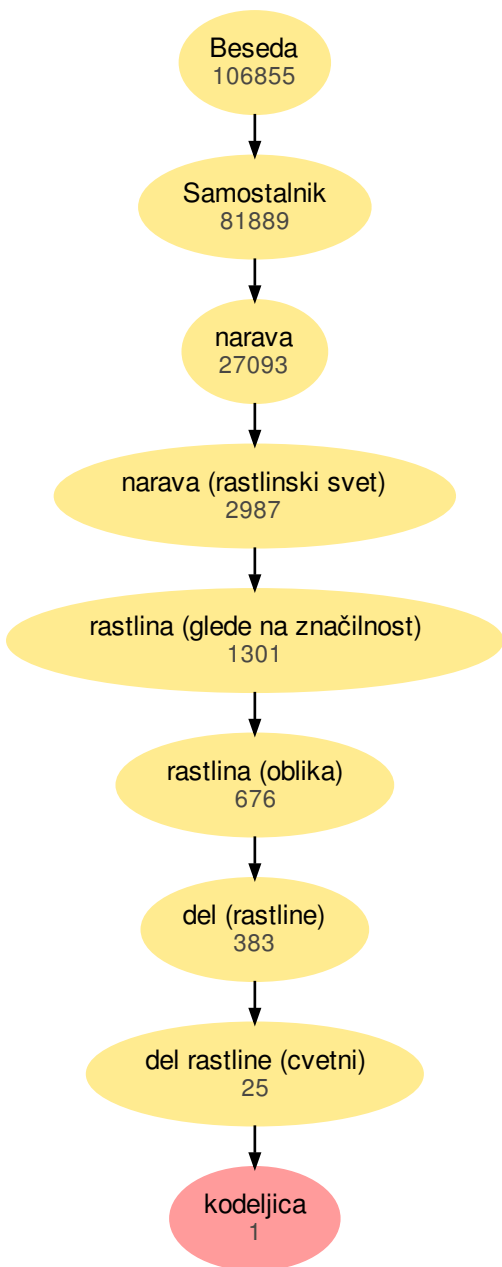 Beseda
106855
Samostalnik
81889
narava
27093
narava (rastlinski svet)
2987
rastlina (glede na značilnost)
1301
rastlina (oblika)
676
del (rastline)
383
del rastline (cvetni)
25
kodeljica
1